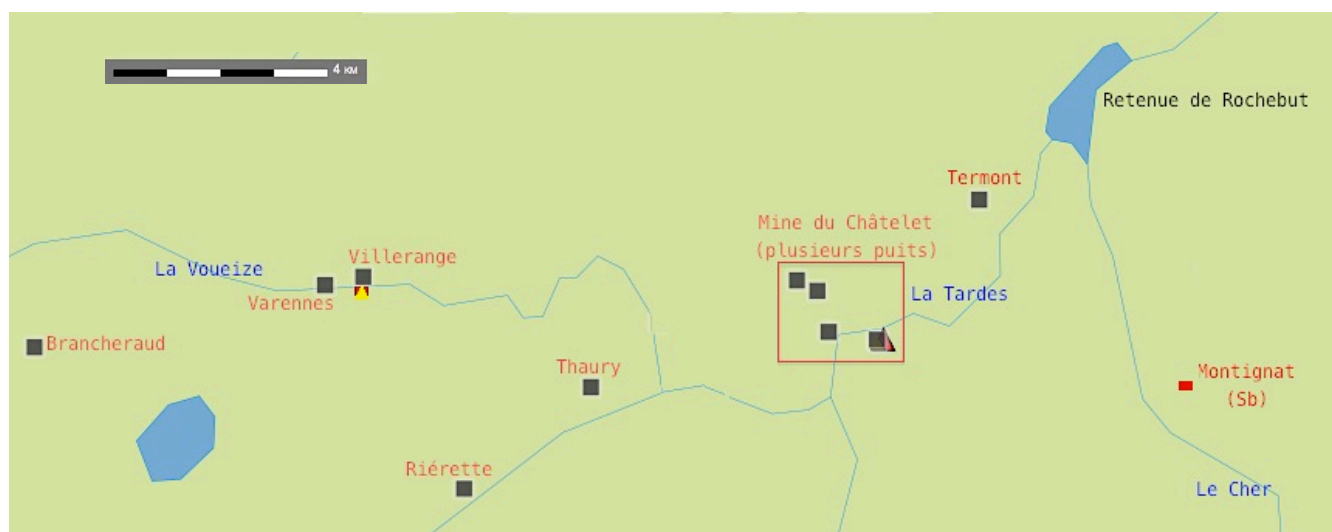 4 км
Retenue de Rochebut
Termont
Mine du Châtelet
(plusieurs puits)
Villerange
La Voueize
La Tardes
Varennes
Brancheraud
Thaury
Montignat
(Sb)
Riérette
Le Cher